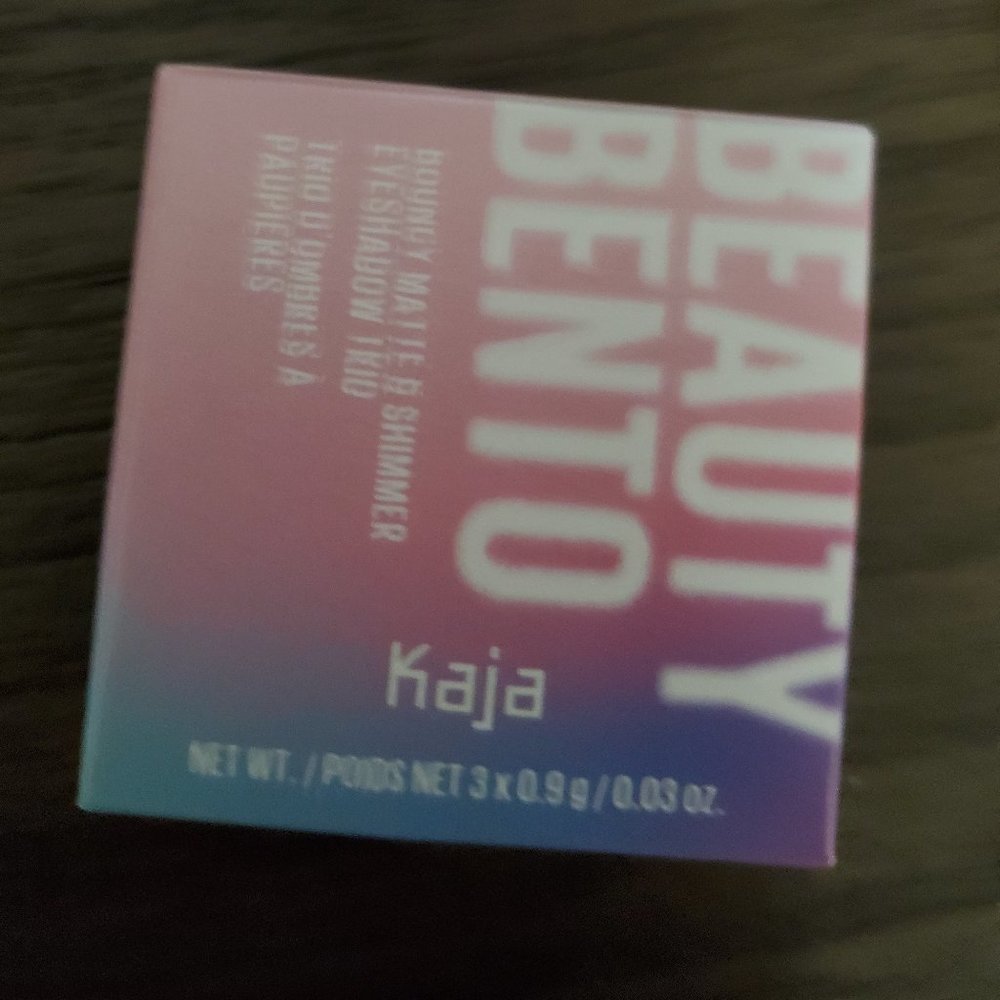 BEAUTY
BENTO
BOUNCY MATTE & SHIMMER
EYESHADOW TRIO
TRIO D'OMBRES À
PAUPIÈRES
Kaja
NET WT. / POIDS NET 3 x 0.9 g / 0.03 oz.